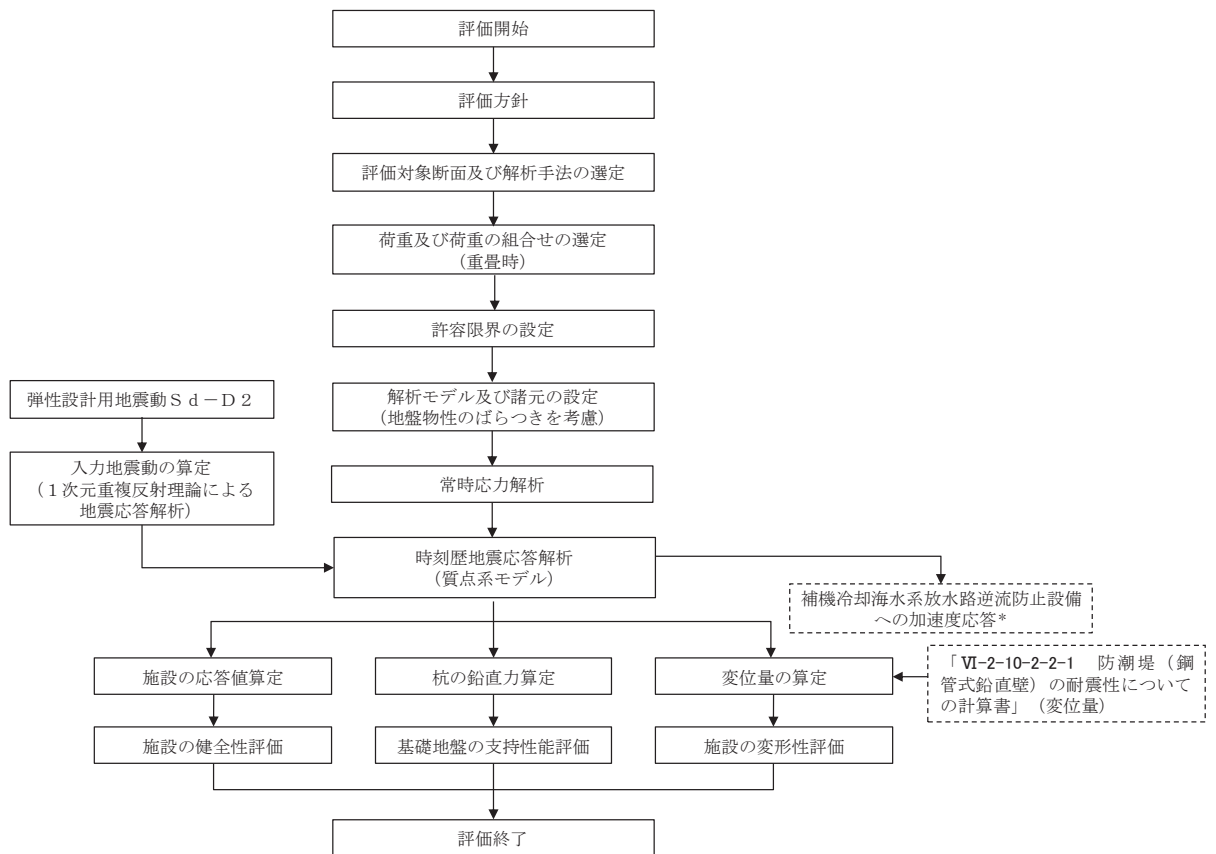 評価開始
評価方針
評価対象断面及び解析手法の選定
荷重及び荷重の組合せの選定
(重畳時)
許容限界の設定
弾性設計用地震動Ｓｄ－Ｄ２
解析モデル及び諸元の設定
(地盤物性のばらつきを考慮)
入力地震動の算定
（１次元重複反射理論による
地震応答解析）
常時応力解析
時刻歴地震応答解析
(質点系モデル)
補機冷却海水系放水路逆流防止設備
への加速度応答*
施設の応答値算定
杭の鉛直力算定
変位量の算定
「Ⅵ-2-10-2-2-1　防潮堤（鋼
管式鉛直壁）の耐震性について
の計算書」（変位量）
施設の健全性評価
基礎地盤の支持性能評価
施設の変形性評価
評価終了